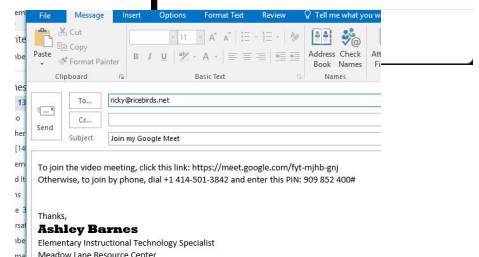 File Message Insert Options Format Text Review Tell me what you w
Cut
Copy
Format Painter
Paste
11
B I U
A A
Address Book
Check Names
Clipboard
Basic Text
Names
Send
To... ricky@ricebirds.net
Cc...
Subject Join my Google Meet
To join the video meeting, click this link: https://meet.google.com/fyt-mjhb-gnj
Otherwise, to join by phone, dial +1 414-501-3842 and enter this PIN: 909 852 400#
Thanks,
Ashley Barnes
Elementary Instructional Technology Specialist
Meadow Lane Resource Center